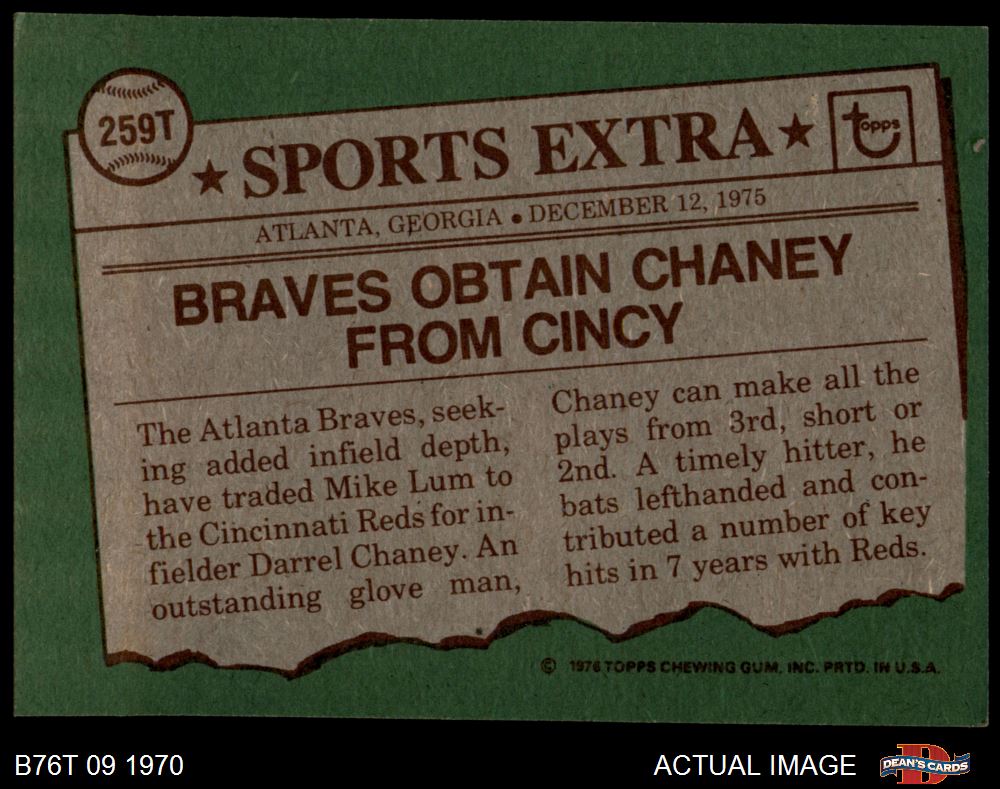 259T
★ SPORTS EXTRA ★
topps
ATLANTA, GEORGIA • DECEMBER 12, 1975
BRAVES OBTAIN CHANEY
FROM CINCY
The Atlanta Braves, seek-
ing added infield depth,
have traded Mike Lum to
the Cincinnati Reds for in-
fielder Darrel Chaney. An
outstanding glove man,
Chaney can make all the
plays from 3rd, short or
2nd. A timely hitter, he
bats lefthanded and con-
tributed a number of key
hits in 7 years with Reds.
© 1976 TOPPS CHEWING GUM, INC. PRTD. IN U.S.A.
B76T 09 1970
ACTUAL IMAGE
D
DEAN'S CARDS